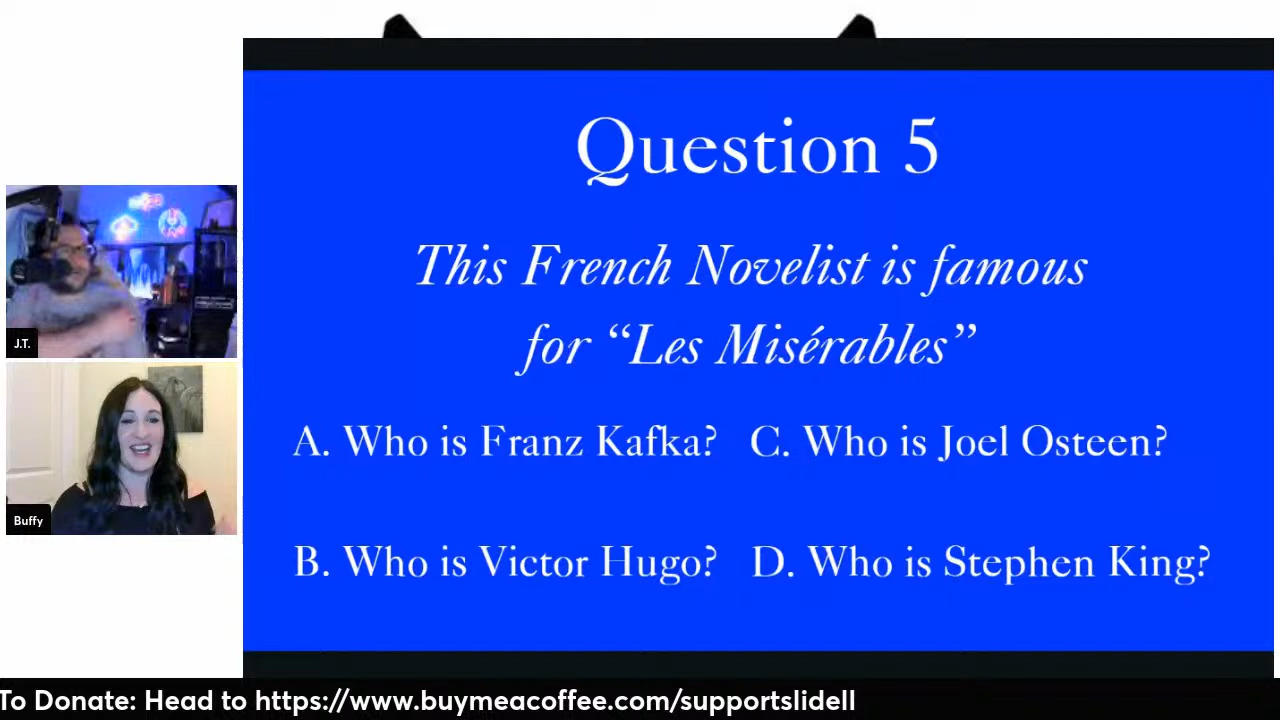 Question 5
This French Novelist is famous
for “Les Misérables”
A. Who is Franz Kafka? C. Who is Joel Osteen?
B. Who is Victor Hugo? D. Who is Stephen King?
J.T.
Buffy
To Donate: Head to https://www.buymeacoffee.com/supportslidell